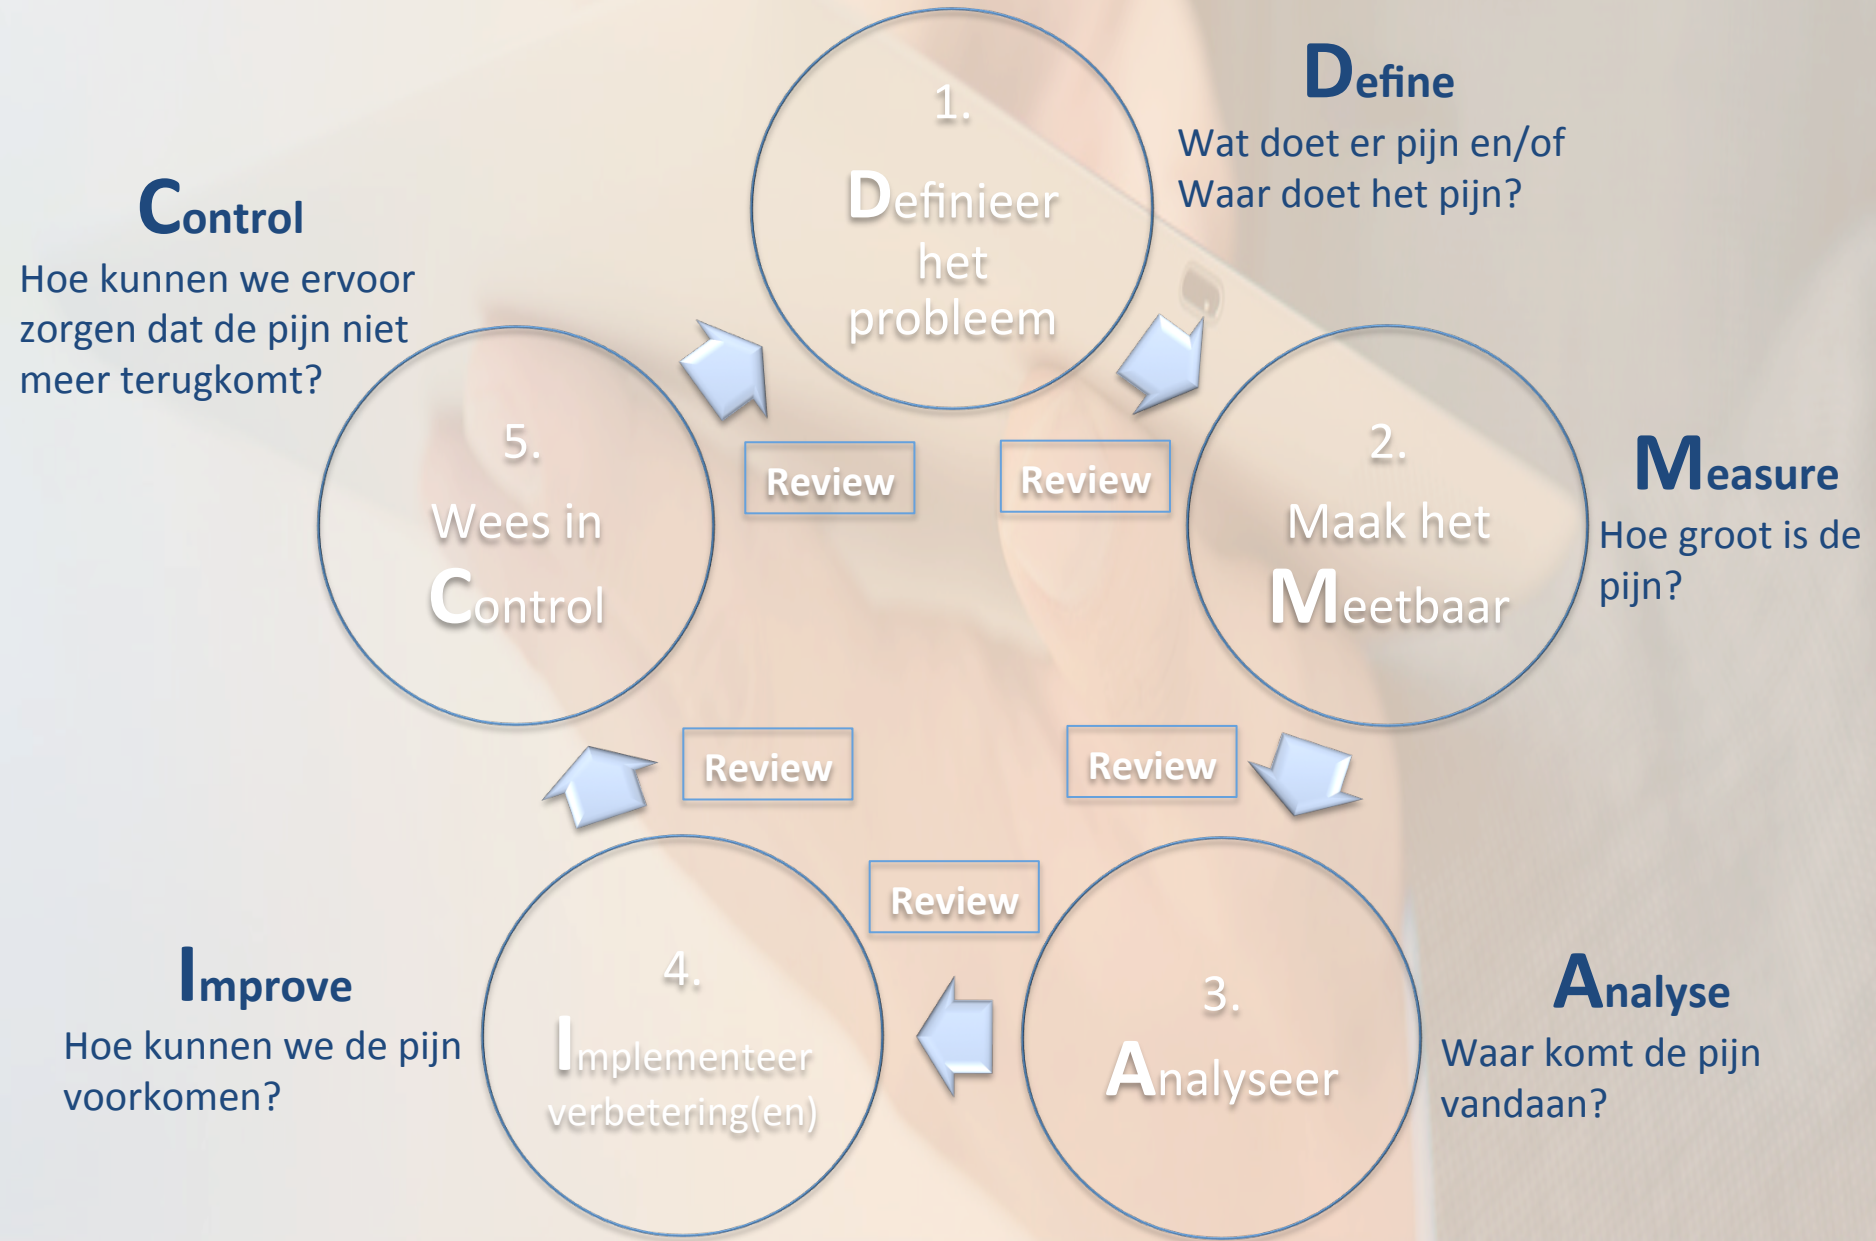 1.
Definieer
het
probleem
Define
Wat doet er pijn en/of
Waar doet het pijn?
Review
2.
Maak het
Meetbaar
Measure
Hoe groot is de
pijn?
Review
3.
Analyseer
Analyse
Waar komt de pijn
vandaan?
Review
4.
Implementeer
verbetering(en)
Improve
Hoe kunnen we de pijn
voorkomen?
Review
5.
Wees in
Control
Control
Hoe kunnen we ervoor
zorgen dat de pijn niet
meer terugkomt?
Review